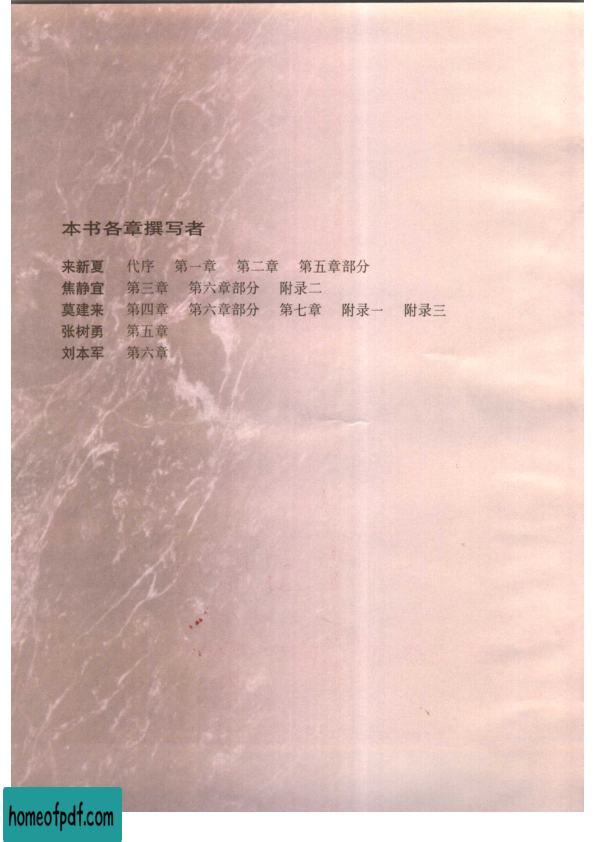 本书各章撰写者
来新夏 代序 第一章 第二章 第五章部分
焦静宜 第三章 第六章部分 附录二
莫建来 第四章 第六章部分 第七章 附录一 附录三
张树勇 第五章
刘本军 第六章
homeofpdf.com